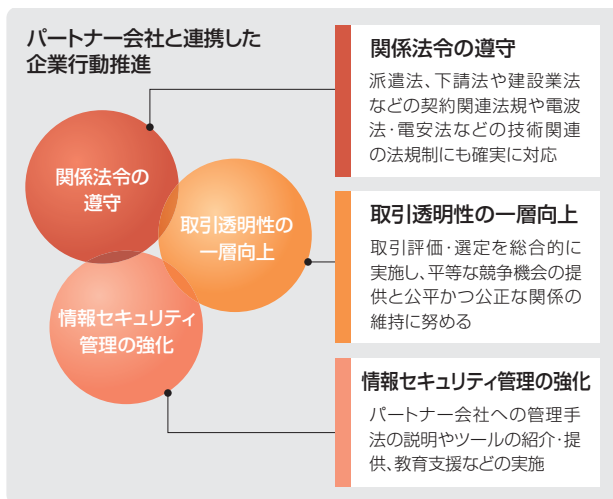 パートナー会社と連携した
企業行動推進
関係法令の
遵守
取引透明性の
一層向上
情報セキュリティ
管理の強化
関係法令の遵守
派遣法、下請法や建設業法
などの契約関連法規や電波
法・電安法などの技術関連
の法規制にも確実に対応
取引透明性の一層向上
取引評価・選定を総合的に
実施し、平等な競争機会の提
供と公平かつ公正な関係の
維持に努める
情報セキュリティ管理の強化
パートナー会社への管理手
法の説明やツールの紹介・提
供、教育支援などの実施